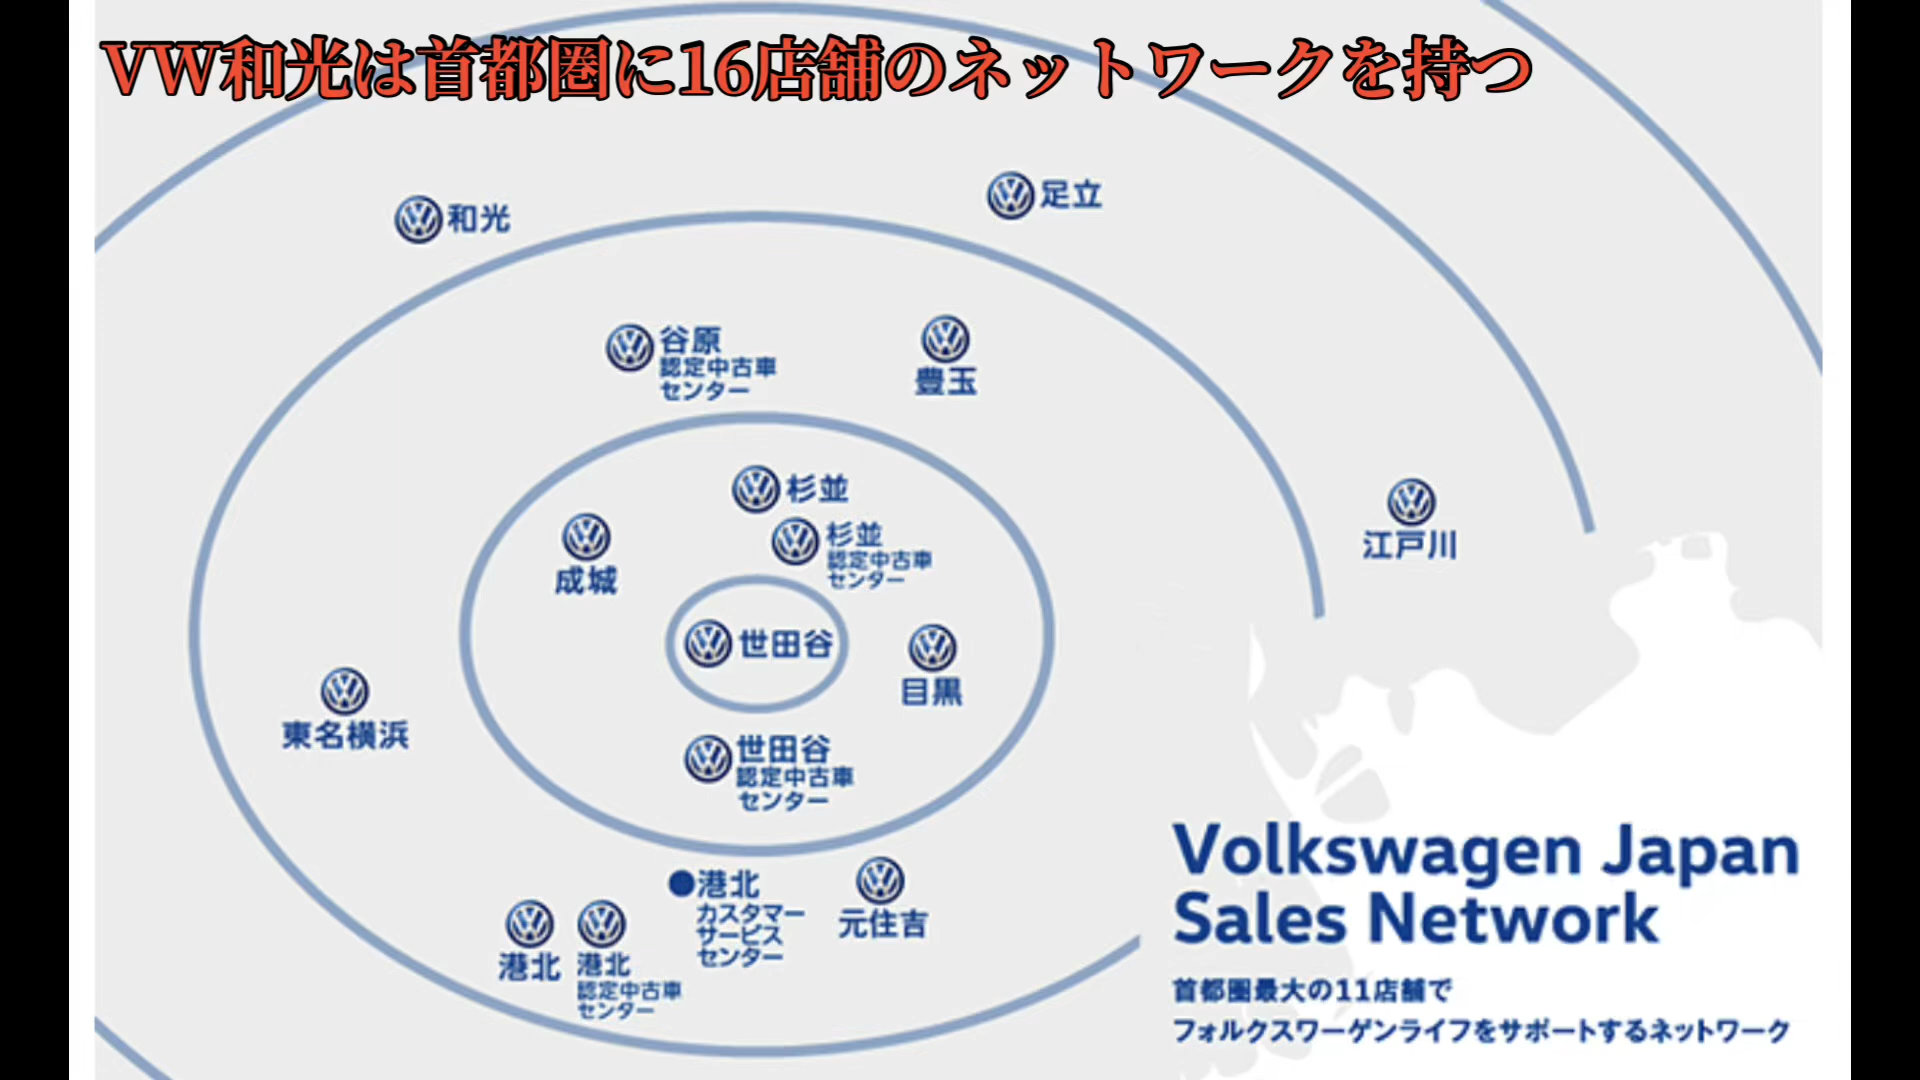 VW和光は首都圏に16店舗のネットワークを持つ
和光
足立
谷原
認定中古車
センター
豊玉
杉並
杉並
認定中古車
センター
成城
江戸川
世田谷
目黒
東名横浜
世田谷
認定中古車
センター
港北
カスタマー
サービス
センター
元住吉
港北
港北
認定中古車
センター
Volkswagen Japan
Sales Network
首都圏最大の11店舗で
フォルクスワーゲンライフをサポートするネットワーク